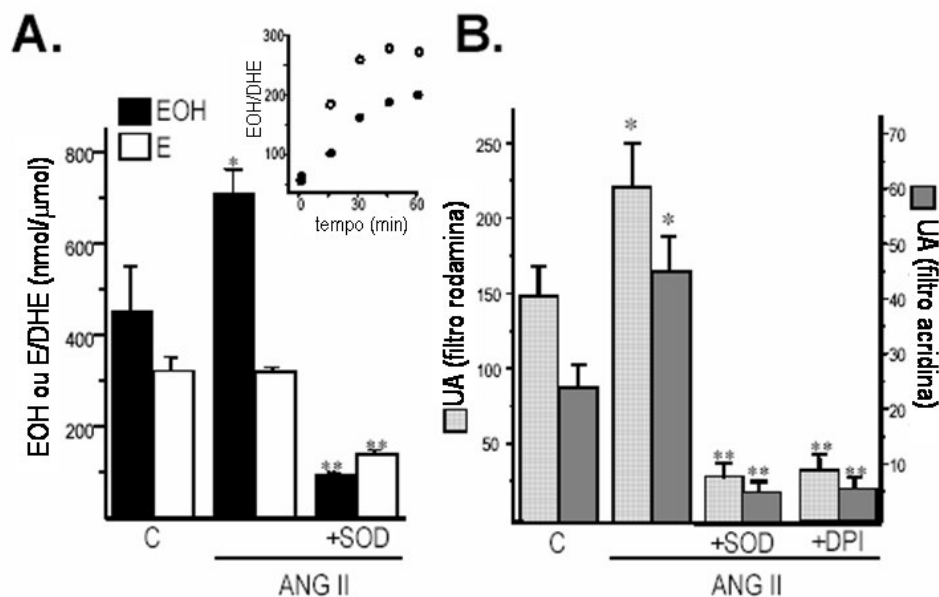 A.
EOH
E
EOH ou E/DHE (nmol/µmol)
800
600
400
200
*
**
**
C
+SOD
ANG II
EOH/DHE
300
200
100
0
30
60
tempo (min)
B.
UA (filtro rodamina)
250
200
150
100
50
*
*
**
**
**
**
C
+SOD
+DPI
ANG II
70
60
50
40
30
20
10
UA (filtro acridina)